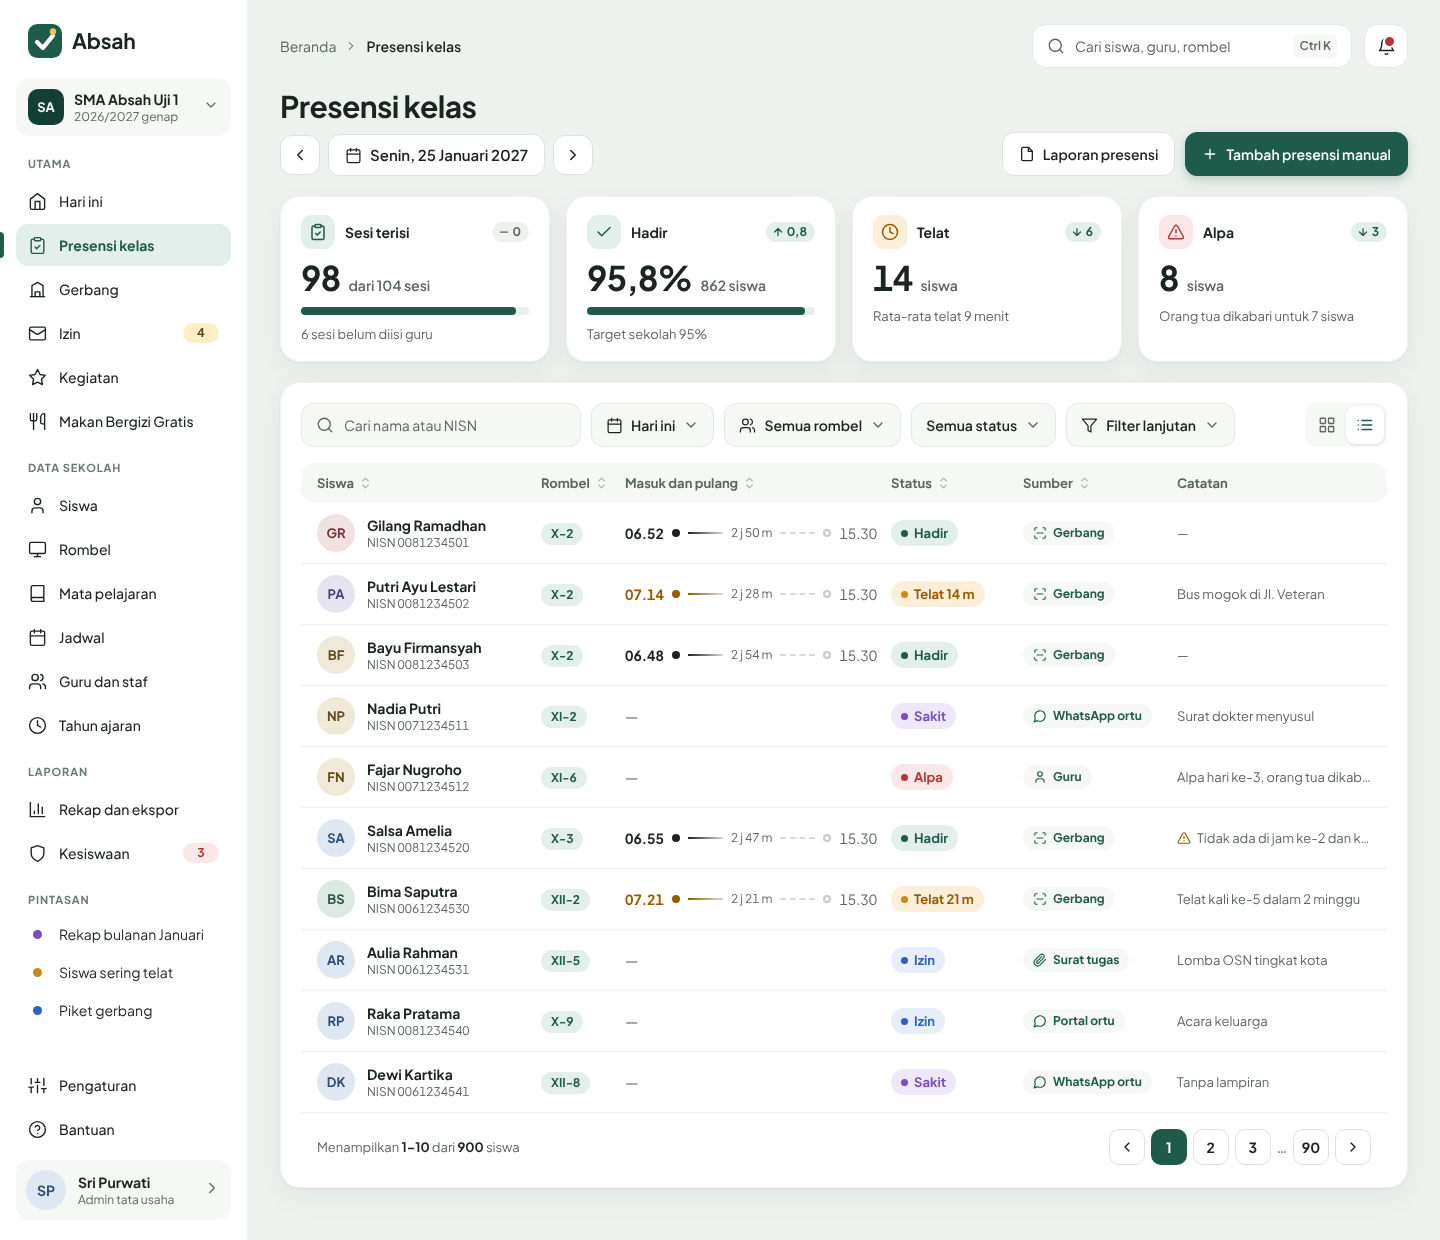 Absah
SA
SMA Absah Uji 1
2026/2027 genap
UTAMA
Hari ini
Presensi kelas
Gerbang
Izin 4
Kegiatan
Makan Bergizi Gratis
DATA SEKOLAH
Siswa
Rombel
Mata pelajaran
Jadwal
Guru dan staf
Tahun ajaran
LAPORAN
Rekap dan ekspor
Kesiswaan 3
PINTASAN
Rekap bulanan Januari
Siswa sering telat
Piket gerbang
Pengaturan
Bantuan
SP
Sri Purwati
Admin tata usaha
Beranda Presensi kelas
Cari siswa, guru, rombel Ctrl K
Presensi kelas
Senin, 25 Januari 2027
Laporan presensi
Tambah presensi manual
Sesi terisi — 0
98 dari 104 sesi
6 sesi belum diisi guru
Hadir ↑ 0,8
95,8% 862 siswa
Target sekolah 95%
Telat ↓ 6
14 siswa
Rata-rata telat 9 menit
Alpa ↓ 3
8 siswa
Orang tua dikabari untuk 7 siswa
Cari nama atau NISN
Hari ini
Semua rombel
Semua status
Filter lanjutan
Siswa Rombel Masuk dan pulang Status Sumber Catatan
GR Gilang Ramadhan X-2 06.52 2 j 50 m 15.30 Hadir Gerbang —
NISN 0081234501
PA Putri Ayu Lestari X-2 07.14 2 j 28 m 15.30 Telat 14 m Gerbang Bus mogok di Jl. Veteran
NISN 0081234502
BF Bayu Firmansyah X-2 06.48 2 j 54 m 15.30 Hadir Gerbang —
NISN 0081234503
NP Nadia Putri XI-2 — Sakit WhatsApp ortu Surat dokter menyusul
NISN 0071234511
FN Fajar Nugroho XI-6 — Alpa Guru Alpa hari ke-3, orang tua dikab…
NISN 0071234512
SA Salsa Amelia X-3 06.55 2 j 47 m 15.30 Hadir Gerbang Tidak ada di jam ke-2 dan k…
NISN 0081234520
BS Bima Saputra XII-2 07.21 2 j 21 m 15.30 Telat 21 m Gerbang Telat kali ke-5 dalam 2 minggu
NISN 0061234530
AR Aulia Rahman XII-5 — Izin Surat tugas Lomba OSN tingkat kota
NISN 0061234531
RP Raka Pratama X-9 — Izin Portal ortu Acara keluarga
NISN 0081234540
DK Dewi Kartika XII-8 — Sakit WhatsApp ortu Tanpa lampiran
NISN 0061234541
Menampilkan 1–10 dari 900 siswa
1 2 3 … 90